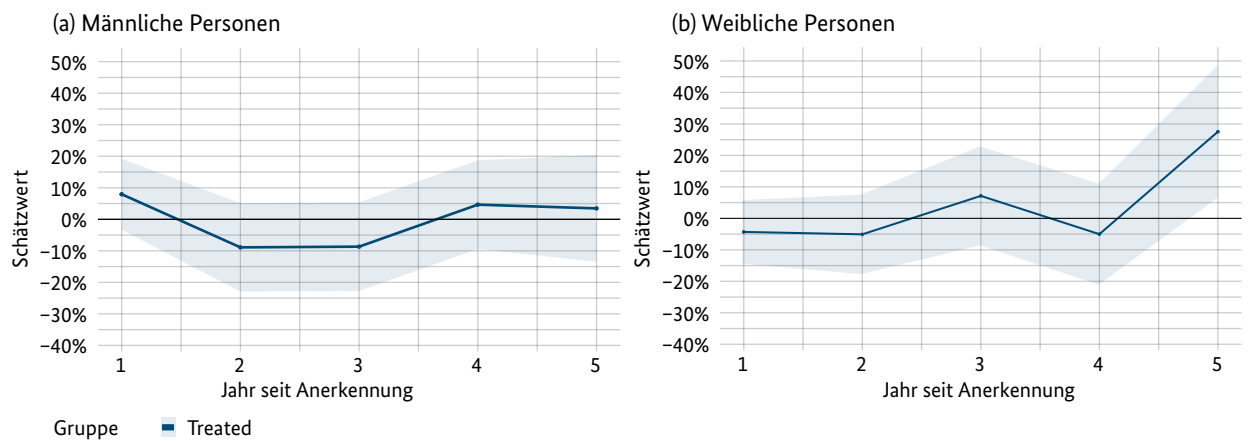 (a) Männliche Personen
50%
40%
30%
20%
10%
0%
−10%
−20%
−30%
−40%
Schätzwert
1 2 3 4 5
Jahr seit Anerkennung
(b) Weibliche Personen
50%
40%
30%
20%
10%
0%
−10%
−20%
−30%
−40%
Schätzwert
1 2 3 4 5
Jahr seit Anerkennung
Gruppe Treated